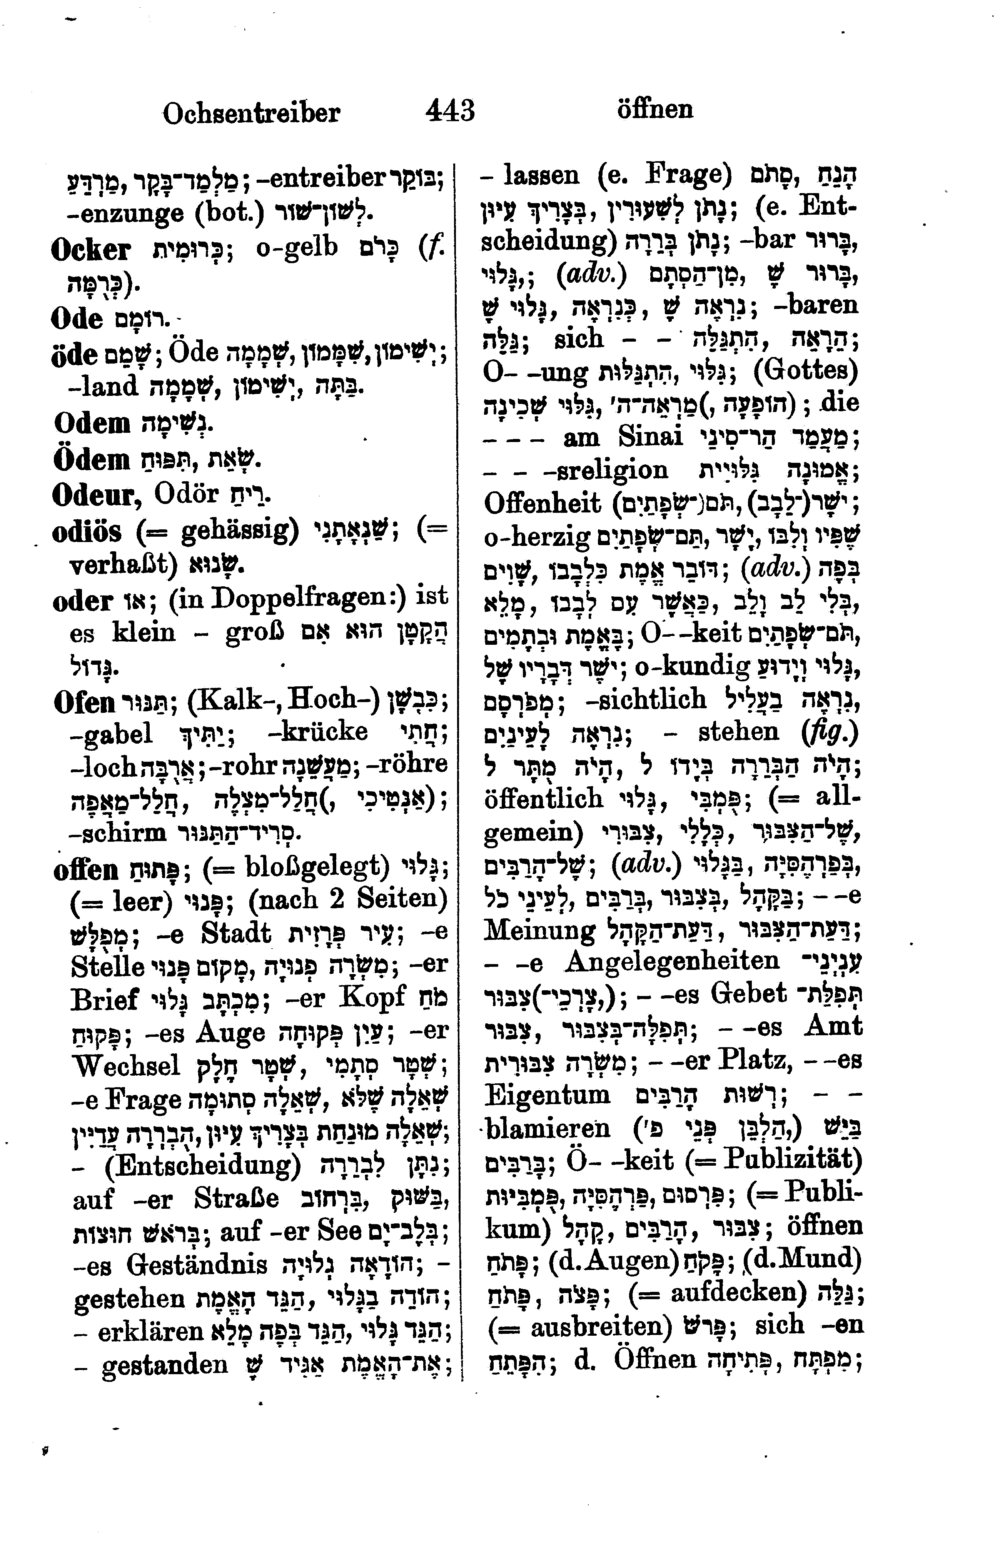 Ochsentreiber 443 öffnen
מַלְמַד־בָּקָר, מַרְדֵּעַ; -entreiber בּוֹקֵר;
-enzunge (bot.) לְשׁוֹן־שׁוֹר.
Ocker כְּרוּמִית; o-gelb כָּרֹם (f.
כְּרֻמָּה).
Ode רוֹמָם.
öde שָׁמֵם; Öde יְשִׁימוֹן, שִׁמָּמוֹן, שְׁמָמָה;
-land בַּתָּה, יְשִׁימוֹן, שְׁמָמָה.
Odem נְשִׁימָה.
Ödem שְׂאֵת, תִּפּוּחַ.
Odeur, Odör רֵיחַ.
odiös (= gehässig) שַׂנְאָתָנִי; (=
verhaßt) שָׂנוּא.
oder אוֹ; (in Doppelfragen:) ist
es klein – groß הֲקָטָן הוּא אִם
גָּדוֹל.
Ofen תַּנּוּר; (Kalk-, Hoch-) כִּבְשָׁן;
-gabel יַתִּיךְ; -krücke חֲתִי;
-loch אֲרֻבָּה; -rohr מַעֲשֵׁנָה; -röhre
חֲלַל־מַאֲפֶה, חֲלַל־מִצְלֶה, (אַנְטִיכִי);
-schirm סְרִיד־הַתַּנּוּר.
offen פָּתוּחַ; (= bloßgelegt) גָּלוּי;
(= leer) פָּנוּי; (nach 2 Seiten)
מְפֻלָּשׁ; -e Stadt עִיר פְּרָזִית; -e
Stelle מִשְׂרָה פְנוּיָה, מָקוֹם פָּנוּי; -er
Brief מִכְתָּב גָּלוּי; -er Kopf מֹחַ
פָּקוּחַ; -es Auge עַיִן פְּקוּחָה; -er
Wechsel שְׁטָר סְתָמִי, שְׁטָר חָלָק;
-e Frage שְׁאֵלָה סְתוּמָה, שְׁאֵלָה שֶׁלֹּא
הֻבְרְרָה עֲדַיִין, שְׁאֵלָה מוּנַחַת בְּצָרִיךְ עִיּוּן;
– (Entscheidung) נִתָּן לִבְרֵרָה;
auf -er Straße בַּשּׁוּק, בָּרְחוֹב,
בְּרֹאשׁ חוּצוֹת; auf -er See בְּלֶב־יָם;
-es Geständnis הוֹדָאָה גְלוּיָה; –
gestehen הוֹדֵה בְגָלוּי, הַגֵּד הָאֱמֶת;
– erklären הַגֵּד גָּלוּי, הַגֵּד בְּפֶה מָלֵא;
– gestanden אֶת־הָאֱמֶת אַגִּיד שֶׁ;
– lassen (e. Frage) הַנַּח, סָתֹם
נָתֹן לְשִׁעוּרִין, בְּצָרִיךְ עִיּוּן; (e. Ent-
scheidung) נָתֹן בְּרֵרָה; -bar בָּרוּר,
גָּלוּי; (adv.) בָּרוּר שֶׁ, מִן־הַסְּתָם,
נִרְאֶה שֶׁ, כְּנִרְאֶה, גָּלוּי שֶׁ; -baren
גַּלֵּה; sich – – הֵרָאֵה, הִתְגַּלֵּה;
O- -ung גִּלּוּי, הִתְגַּלּוּת; (Gottes)
גִּלּוּי שְׁכִינָה, מַרְאֵה־ה', (הוֹפָעָה); die
– – – am Sinai מַעֲמַד הַר־סִינַי;
– – -sreligion אֱמוּנָה גְלוּיִית;
Offenheit יֹשֶׁר(־לֵבָב), תֹּם(־שְׂפָתַיִם);
o-herzig יָשָׁר, תַּם־שְׂפָתַיִם, שֶׁפִּיו וְלִבּוֹ
שָׁוִים, דּוֹבֵר אֱמֶת כִּלְבָבוֹ; (adv.) בְּפֶה
מָלֵא, כַּאֲשֶׁר עִם לְבָבוֹ, בְּלִי לֵב וָלֵב,
בֶּאֱמֶת וּבְתָמִים; O- -keit תֹּם־שְׂפָתַיִם,
יֹשֶׁר דְּבָרָיו שֶׁל; o-kundig גָּלוּי וְיָדוּעַ,
מְפֻרְסָם; -sichtlich נִרְאֶה בַעֲלִיל,
נִרְאֶה לָעֵינַיִם; – stehen (fig.)
הָיֹה הַבְּרֵרָה בְּיָדוֹ לְ, הָיֹה מֻתָּר לְ;
öffentlich גָּלוּי, פֻּמְבִּי; (= all-
gemein) שֶׁל־הַצִּבּוּר, כְּלָלִי, צִבּוּרִי,
שֶׁל־הָרַבִּים; (adv.) בַּגָּלוּי, בְּפַרְהֶסְיָה,
בַּקָּהָל, בְּצִבּוּר, בָּרַבִּים, לְעֵינֵי כֹל; – -e
Meinung דַּעַת־הַצִּבּוּר, דַּעַת־הַקָּהָל;
– -e Angelegenheiten עִנְיְנֵי־
(צָרְכֵי־)צִבּוּר; – -es Gebet תְּפִלַּת־
צִבּוּר, תְּפִלָּה־בְּצִבּוּר; – -es Amt
מִשְׂרָה צִבּוּרִית; – -er Platz, – -es
Eigentum רְשׁוּת הָרַבִּים; – –
blamieren בַּיֵּשׁ (הַלְבֵּן פְּנֵי פ')
בָּרַבִּים; Ö- -keit (= Publizität)
פִּרְסוּם, פַּרְהֶסְיָה, פֻּמְבִּיּוּת; (= Publi-
kum) צִבּוּר, הָרַבִּים, קָהָל; öffnen
פָּתֹחַ; (d. Augen) פָּקֹחַ; (d. Mund)
פָּצֹה, פָּתֹחַ; (= aufdecken) גַּלֵּה;
(= ausbreiten) פָּרֹשׂ; sich -en
הִפָּתֵחַ; d. Öffnen פְּתִיחָה, מִפְתָּח;